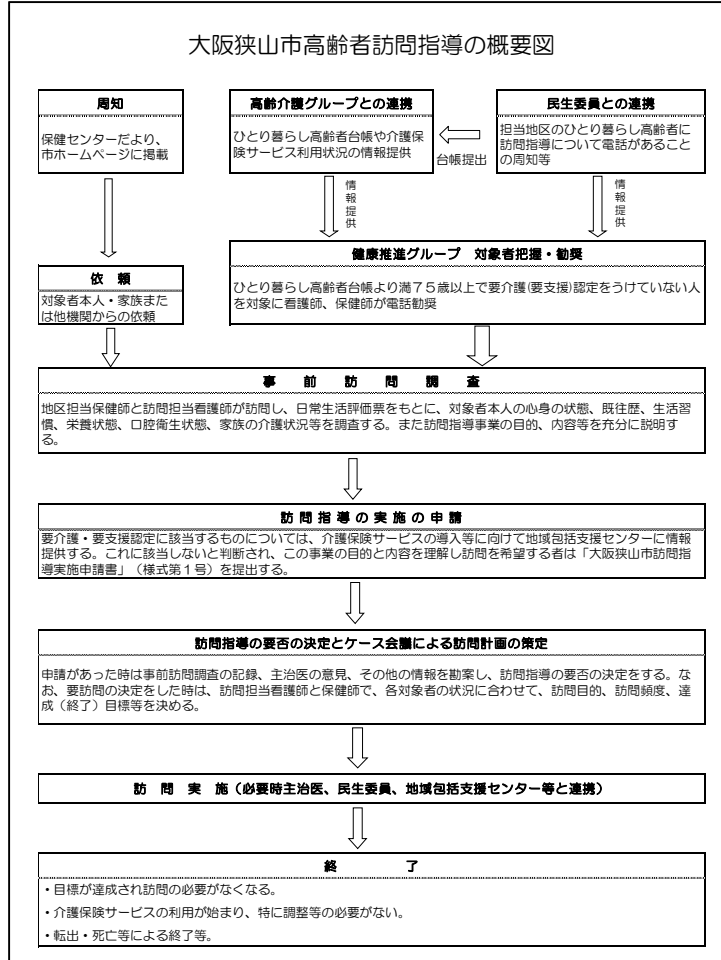 大阪狭山市高齢者訪問指導の概要図
周知
保健センターだより、
市ホームページに掲載
高齢介護グループとの連携
ひとり暮らし高齢者台帳や介護保
険サービス利用状況の情報提供
台帳提出
民生委員との連携
担当地区のひとり暮らし高齢者に
訪問指導について電話があること
の周知等
情報提供
情報提供
依 頼
対象者本人・家族また
は他機関からの依頼
健康推進グループ 対象者把握・勧奨
ひとり暮らし高齢者台帳より満75歳以上で要介護(要支援)認定をうけていない人
を対象に看護師、保健師が電話勧奨
事 前 訪 問 調 査
地区担当保健師と訪問担当看護師が訪問し、日常生活評価票をもとに、対象者本人の心身の状態、既往歴、生活習
慣、栄養状態、口腔衛生状態、家族の介護状況等を調査する。また訪問指導事業の目的、内容等を充分に説明す
る。
訪 問 指 導 の 実 施 の 申 請
要介護・要支援認定に該当するものについては、介護保険サービスの導入等に向けて地域包括支援センターに情報
提供する。これに該当しないと判断され、この事業の目的と内容を理解し訪問を希望する者は「大阪狭山市訪問指
導実施申請書」（様式第1号）を提出する。
訪問指導の要否の決定とケース会議による訪問計画の策定
申請があった時は事前訪問調査の記録、主治医の意見、その他の情報を勘案し、訪問指導の要否の決定をする。な
お、要訪問の決定をした時は、訪問担当看護師と保健師で、各対象者の状況に合わせて、訪問目的、訪問頻度、達
成（終了）目標等を決める。
訪 問 実 施（必要時主治医、民生委員、地域包括支援センター等と連携）
終 了
・目標が達成され訪問の必要がなくなる。
・介護保険サービスの利用が始まり、特に調整等の必要がない。
・転出・死亡等による終了等。